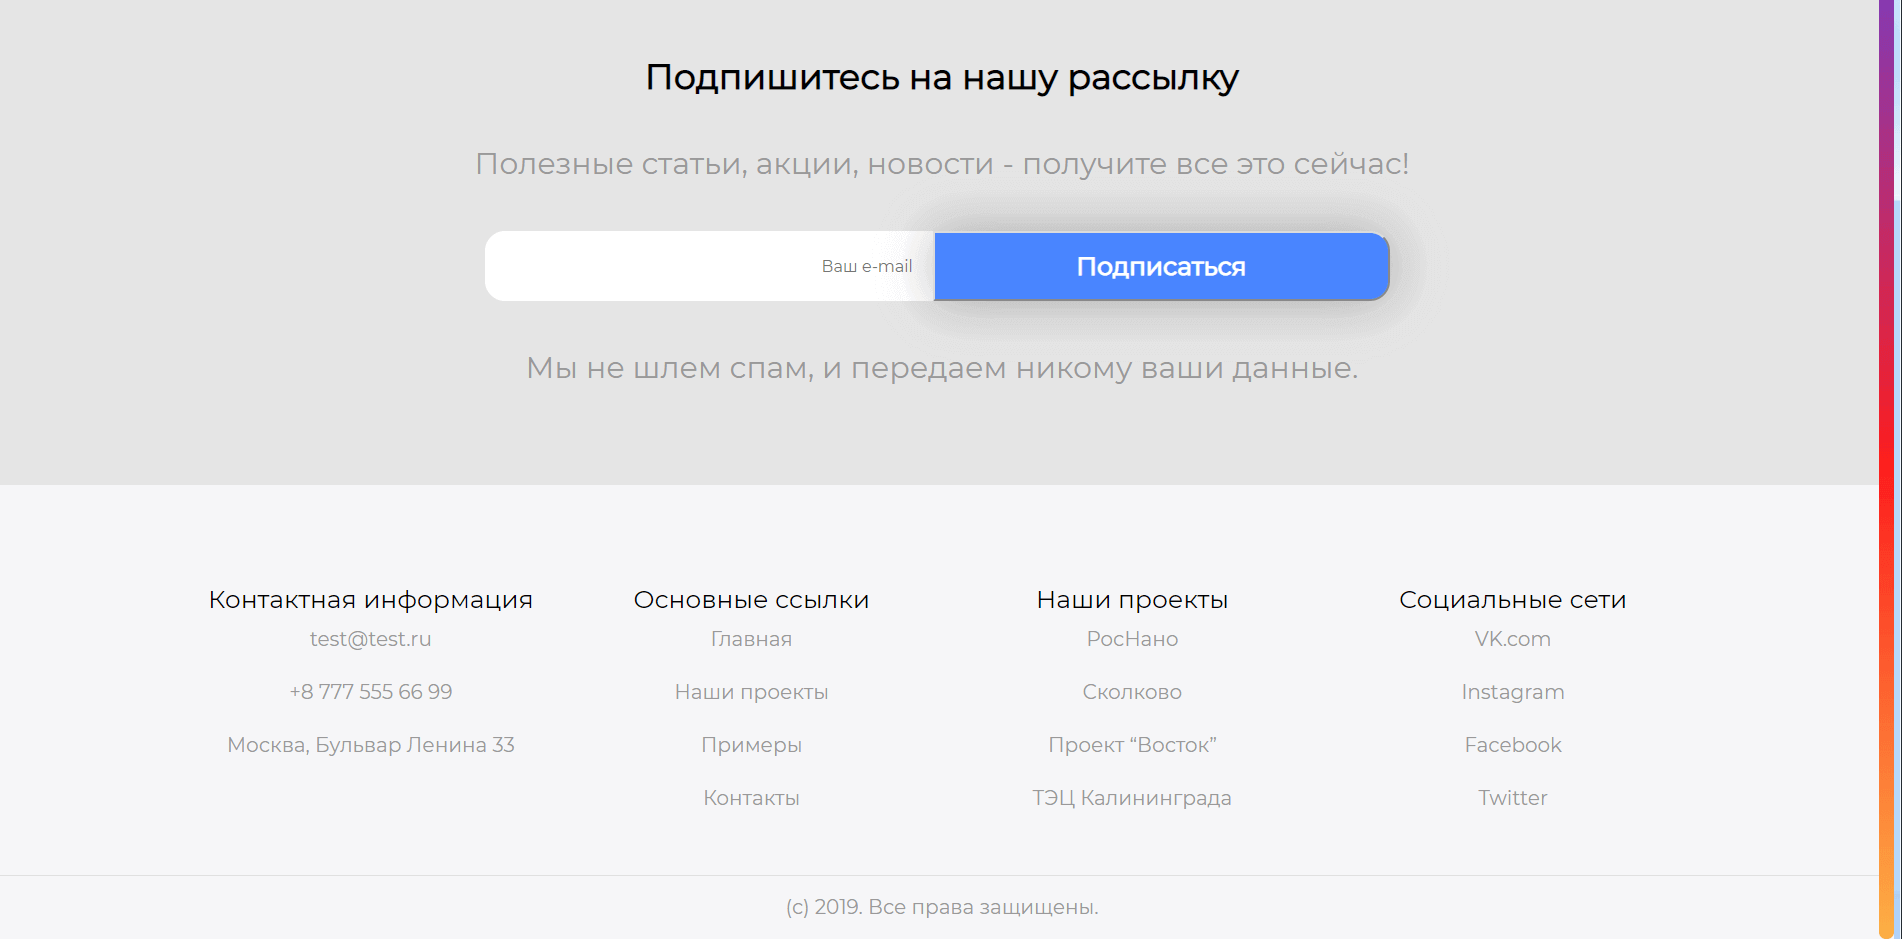 Подпишитесь на нашу рассылку
Полезные статьи, акции, новости - получите все это сейчас!
Ваш e-mail
Подписаться
Мы не шлем спам, и передаем никому ваши данные.
Контактная информация
test@test.ru
+8 777 555 66 99
Москва, Бульвар Ленина 33
Основные ссылки
Главная
Наши проекты
Примеры
Контакты
Наши проекты
РосНано
Сколково
Проект “Восток”
ТЭЦ Калининграда
Социальные сети
VK.com
Instagram
Facebook
Twitter
(c) 2019. Все права защищены.